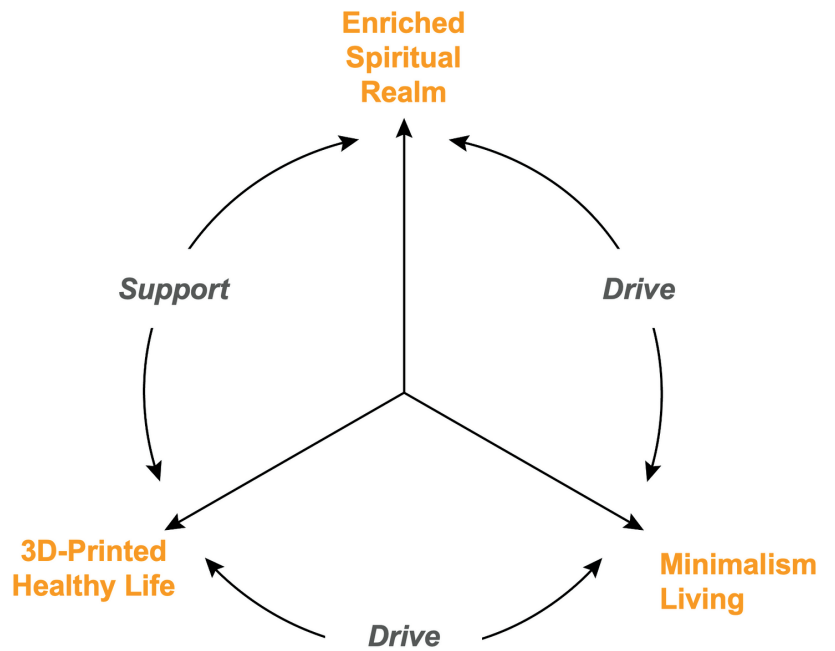 Enriched
Spiritual
Realm
Support
Drive
3D-Printed
Healthy Life
Minimalism
Living
Drive